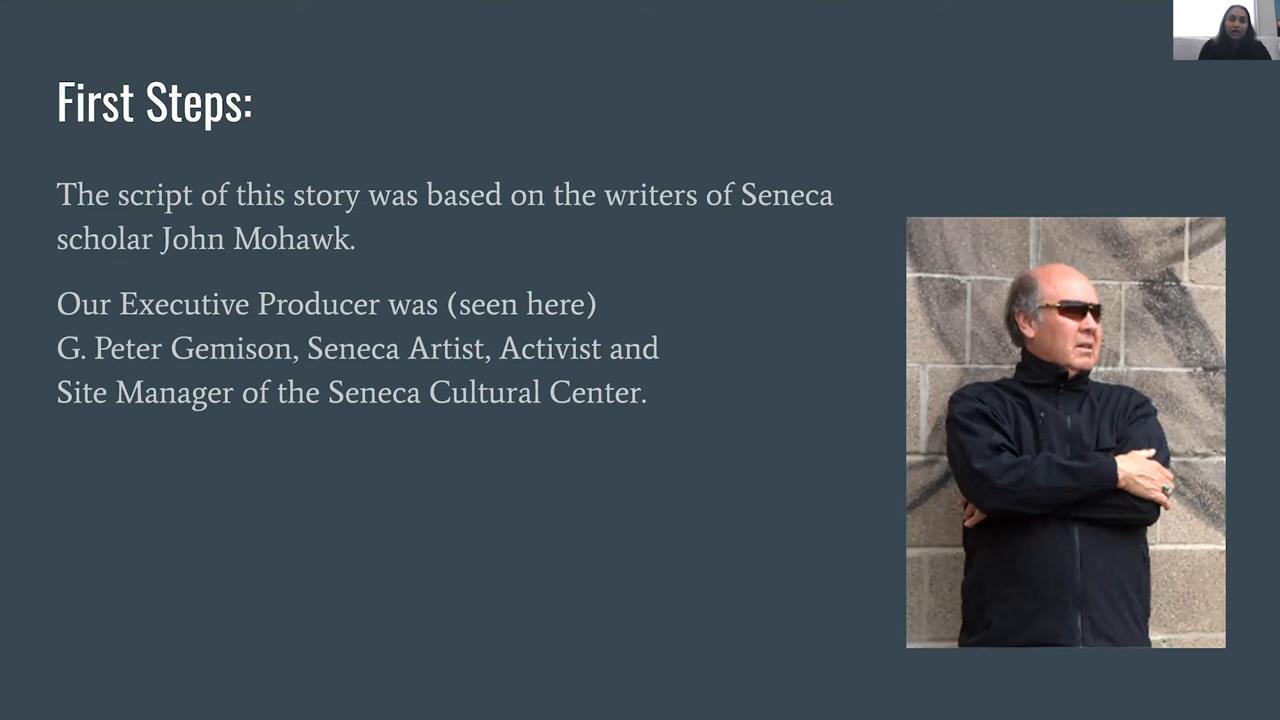 First Steps:
The script of this story was based on the writers of Seneca
scholar John Mohawk.
Our Executive Producer was (seen here)
G. Peter Gemison, Seneca Artist, Activist and
Site Manager of the Seneca Cultural Center.